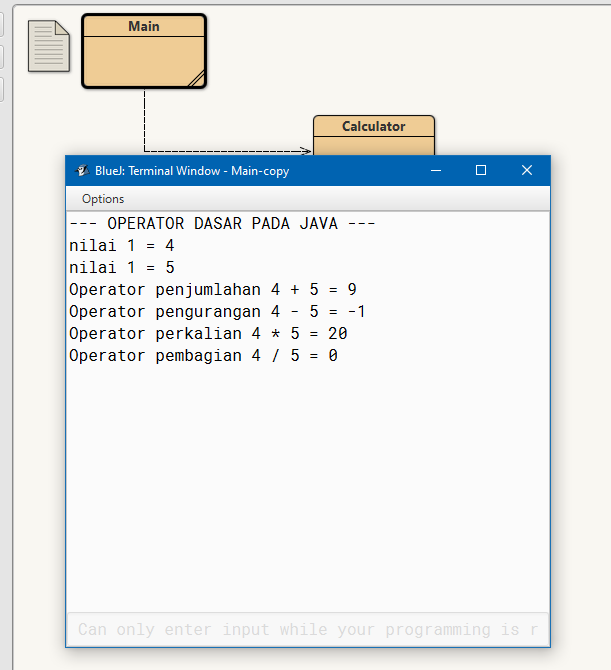 Main
Calculator
BlueJ: Terminal Window - Main-copy
Options
--- OPERATOR DASAR PADA JAVA ---
nilai 1 = 4
nilai 1 = 5
Operator penjumlahan 4 + 5 = 9
Operator pengurangan 4 - 5 = -1
Operator perkalian 4 * 5 = 20
Operator pembagian 4 / 5 = 0
Can only enter input while your programming is r